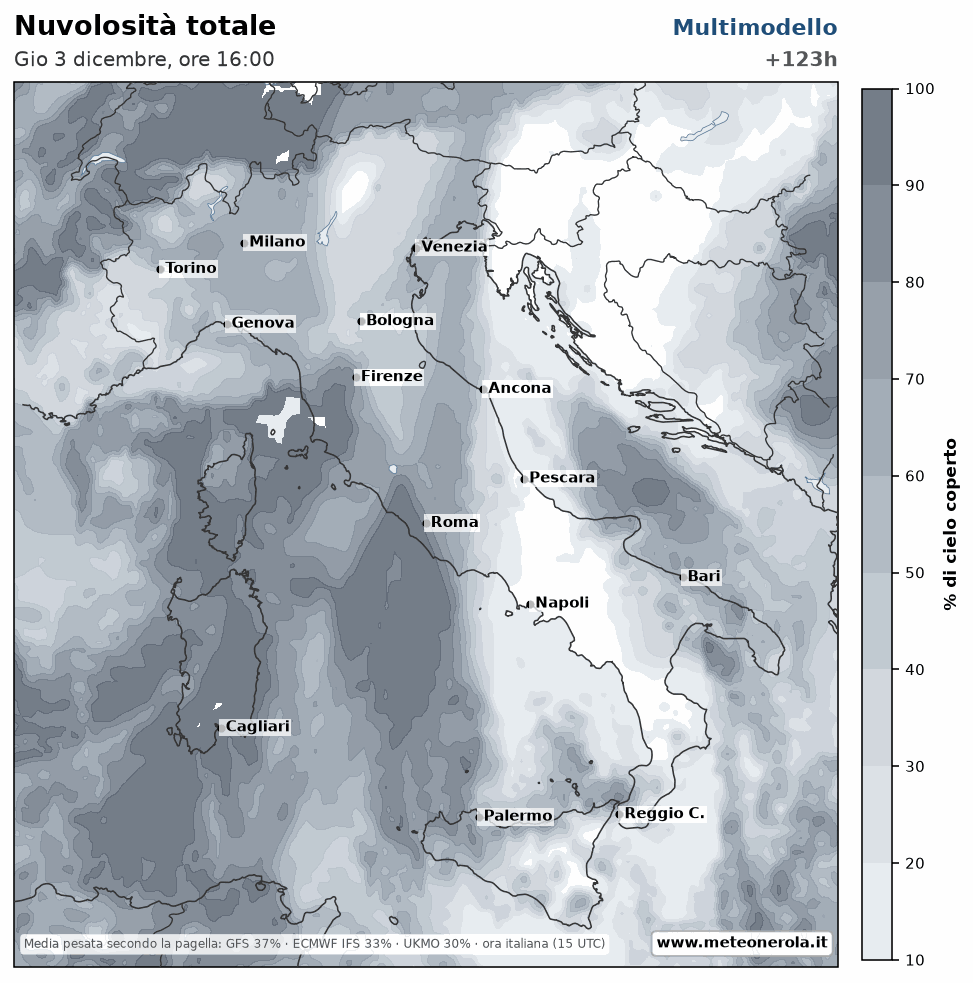 Nuvolosità totale
Multimodello
Gio 3 dicembre, ore 16:00
+123h
100
90
80
70
60
50
40
30
20
10
% di cielo coperto
Milano
Venezia
Torino
Genova
Bologna
Firenze
Ancona
Pescara
Roma
Bari
Napoli
Cagliari
Palermo
Reggio C.
Media pesata secondo la pagella: GFS 37% · ECMWF IFS 33% · UKMO 30% · ora italiana (15 UTC)
www.meteonerola.it